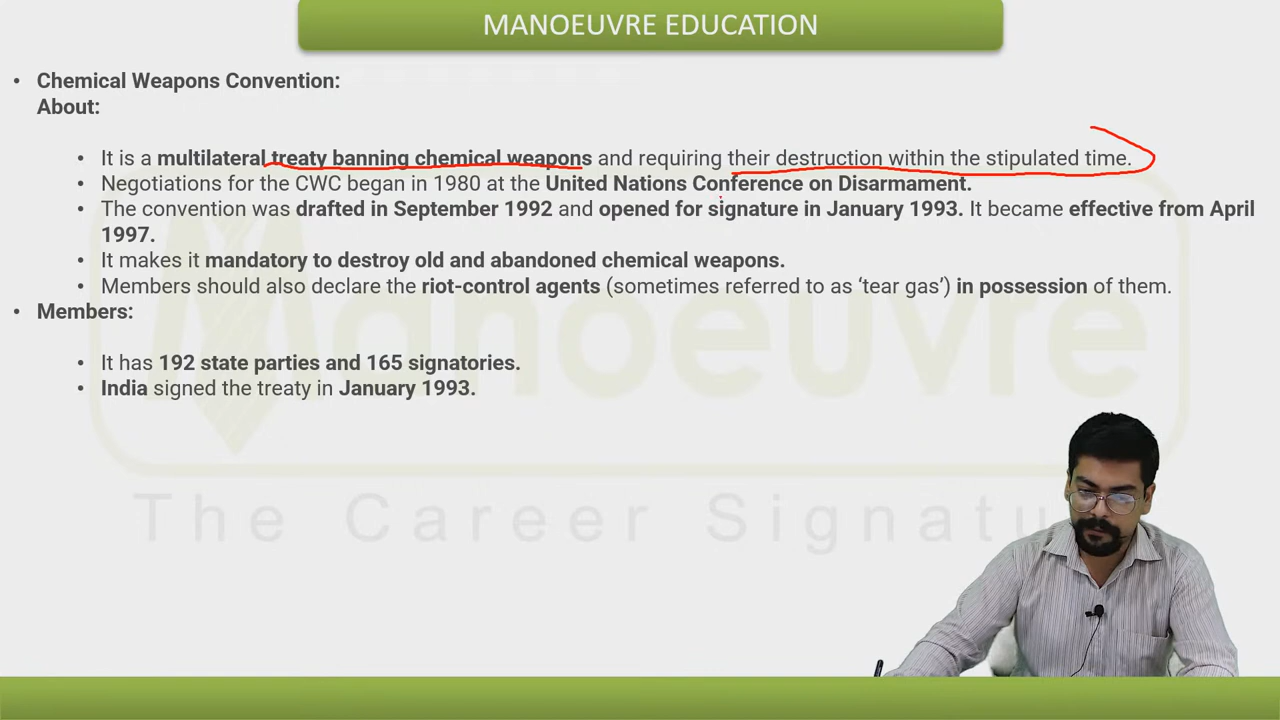 MANOEUVRE EDUCATION
• Chemical Weapons Convention:
About:
• It is a multilateral treaty banning chemical weapons and requiring their destruction within the stipulated time.
• Negotiations for the CWC began in 1980 at the United Nations Conference on Disarmament.
• The convention was drafted in September 1992 and opened for signature in January 1993. It became effective from April
1997.
• It makes it mandatory to destroy old and abandoned chemical weapons.
• Members should also declare the riot-control agents (sometimes referred to as ‘tear gas’) in possession of them.
• Members:
• It has 192 state parties and 165 signatories.
• India signed the treaty in January 1993.
Manoeuvre
The Career Signatu